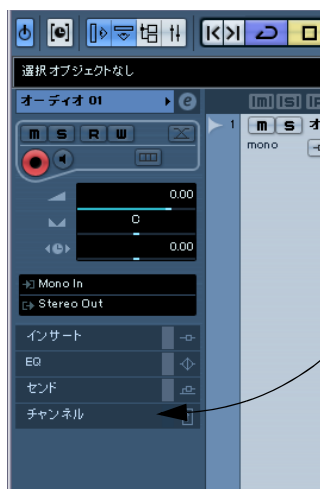 選択オブジェクトなし
オーディオ 01
e
m S R W
0.00
C
0.00
Mono In
Stereo Out
インサート
EQ
センド
チャンネル
m S
1 m S オ
mono